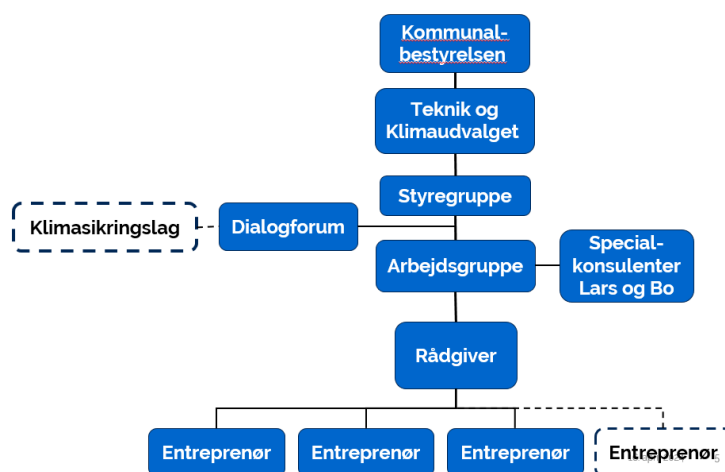 Kommunal-
bestyrelsen
Teknik og
Klimaudvalget
Styregruppe
Klimasikringslag
Dialogforum
Special-
konsulenter
Lars og Bo
Arbejdsgruppe
Rådgiver
Entreprenør
Entreprenør
Entreprenør
Entreprenør